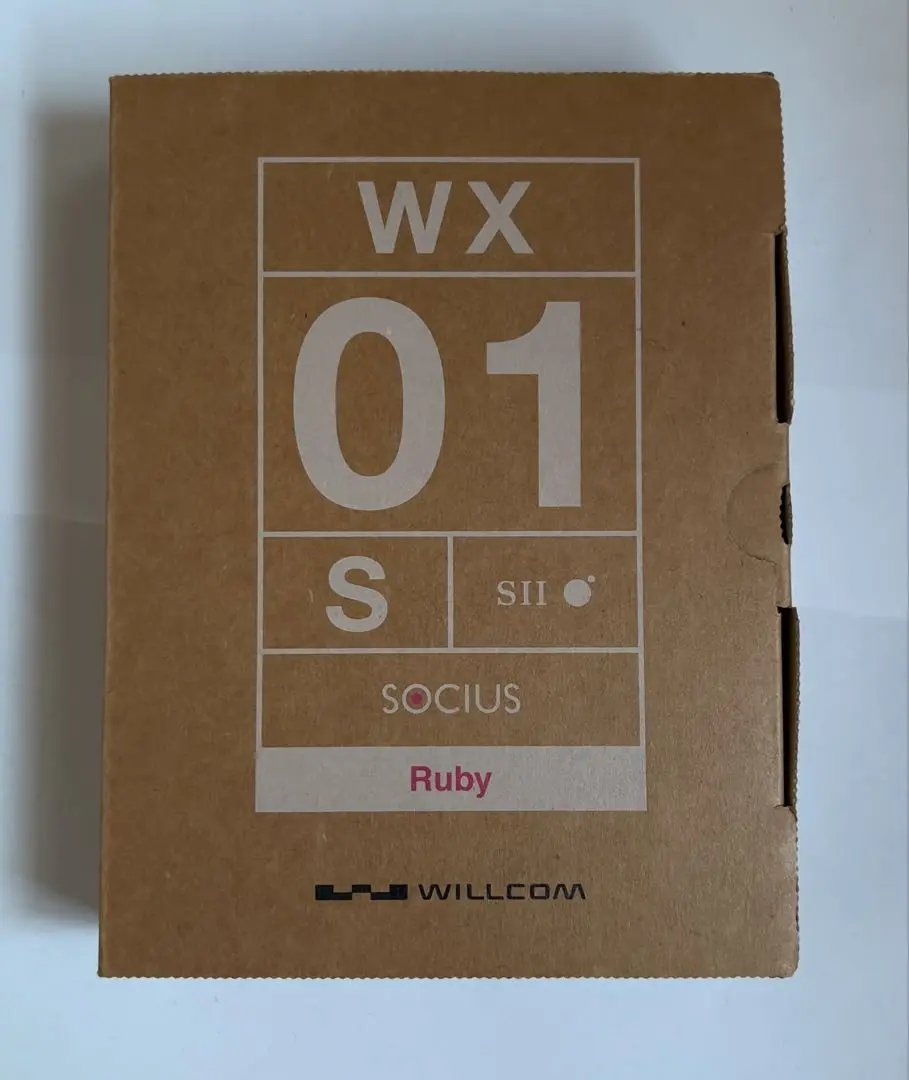 WX
01
S SII
SOCIUS
Ruby
WILLCOM